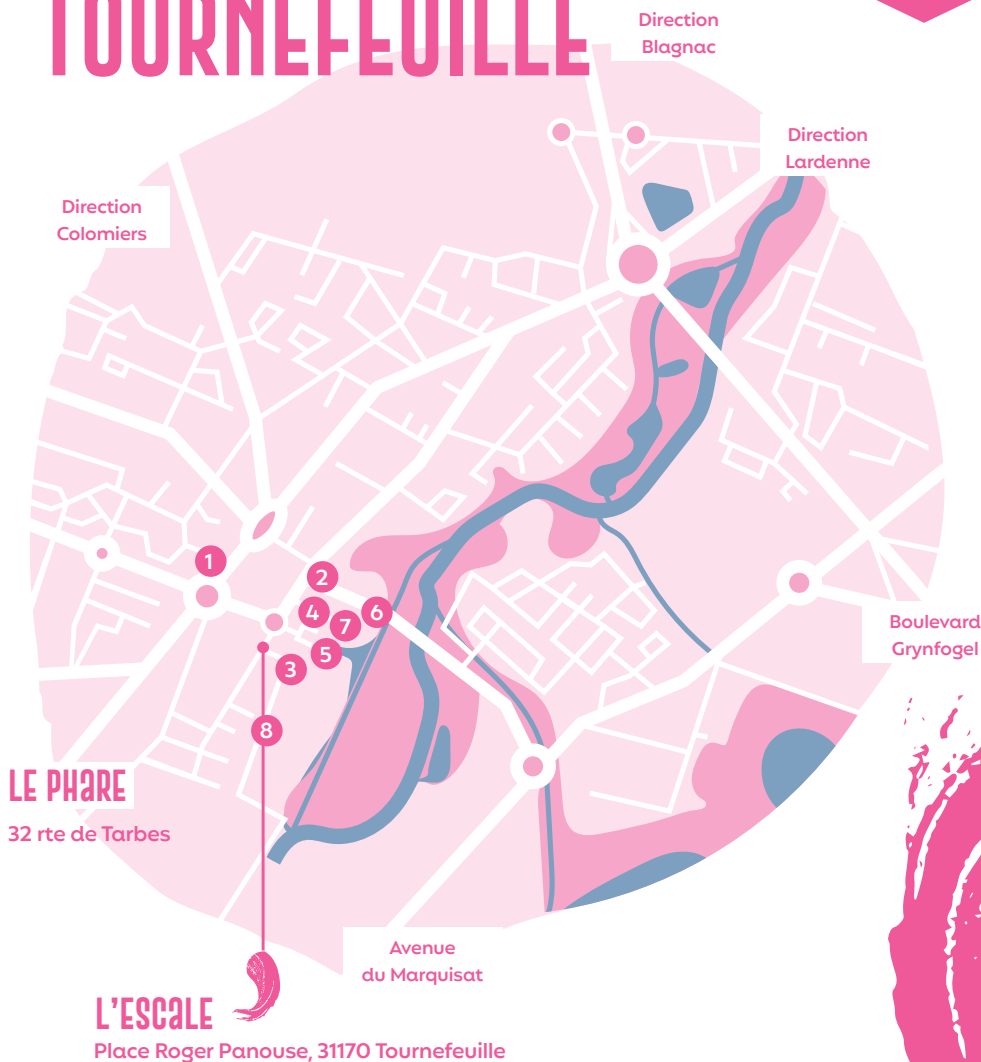 TOURNEFEUILLE
Direction
Blagnac
Direction
Lardenne
Direction
Colomiers
1
2
4
6
7
5
3
8
Boulevard
Grynfogel
LE PHaRE
32 rte de Tarbes
Avenue
du Marquisat
L'ESCaLE
Place Roger Panouse, 31170 Tournefeuille